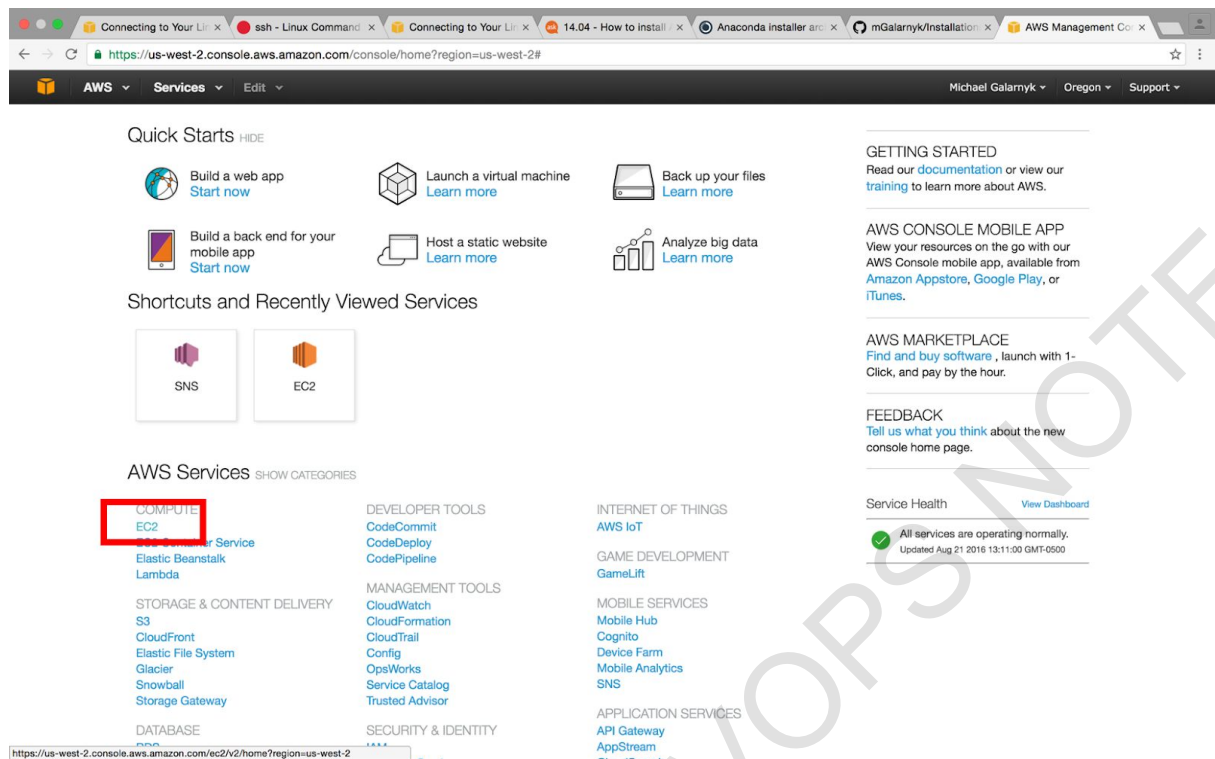 Connecting to Your Lin
ssh - Linux Command
Connecting to Your Lin
14.04 - How to install
Anaconda installer arc
mGalarnyk/Installation
AWS Management Con
https://us-west-2.console.aws.amazon.com/console/home?region=us-west-2#
AWS Services Edit Michael Galarnyk Oregon Support
Quick Starts HIDE
Build a web app
Start now
Launch a virtual machine
Learn more
Back up your files
Learn more
Build a back end for your
mobile app
Start now
Host a static website
Learn more
Analyze big data
Learn more
Shortcuts and Recently Viewed Services
SNS
EC2
AWS Services SHOW CATEGORIES
COMPUTE
EC2
EC2 Container Service
Elastic Beanstalk
Lambda
STORAGE & CONTENT DELIVERY
S3
CloudFront
Elastic File System
Glacier
Snowball
Storage Gateway
DATABASE
DEVELOPER TOOLS
CodeCommit
CodeDeploy
CodePipeline
MANAGEMENT TOOLS
CloudWatch
CloudFormation
CloudTrail
Config
OpsWorks
Service Catalog
Trusted Advisor
SECURITY & IDENTITY
INTERNET OF THINGS
AWS IoT
GAME DEVELOPMENT
GameLift
MOBILE SERVICES
Mobile Hub
Cognito
Device Farm
Mobile Analytics
SNS
APPLICATION SERVICES
API Gateway
AppStream
GETTING STARTED
Read our documentation or view our
training to learn more about AWS.
AWS CONSOLE MOBILE APP
View your resources on the go with our
AWS Console mobile app, available from
Amazon Appstore, Google Play, or
iTunes.
AWS MARKETPLACE
Find and buy software , launch with 1-
Click, and pay by the hour.
FEEDBACK
Tell us what you think about the new
console home page.
Service Health View Dashboard
All services are operating normally.
Updated Aug 21 2016 13:11:00 GMT-0500
https://us-west-2.console.aws.amazon.com/ec2/v2/home?region=us-west-2
VOPS NOTE